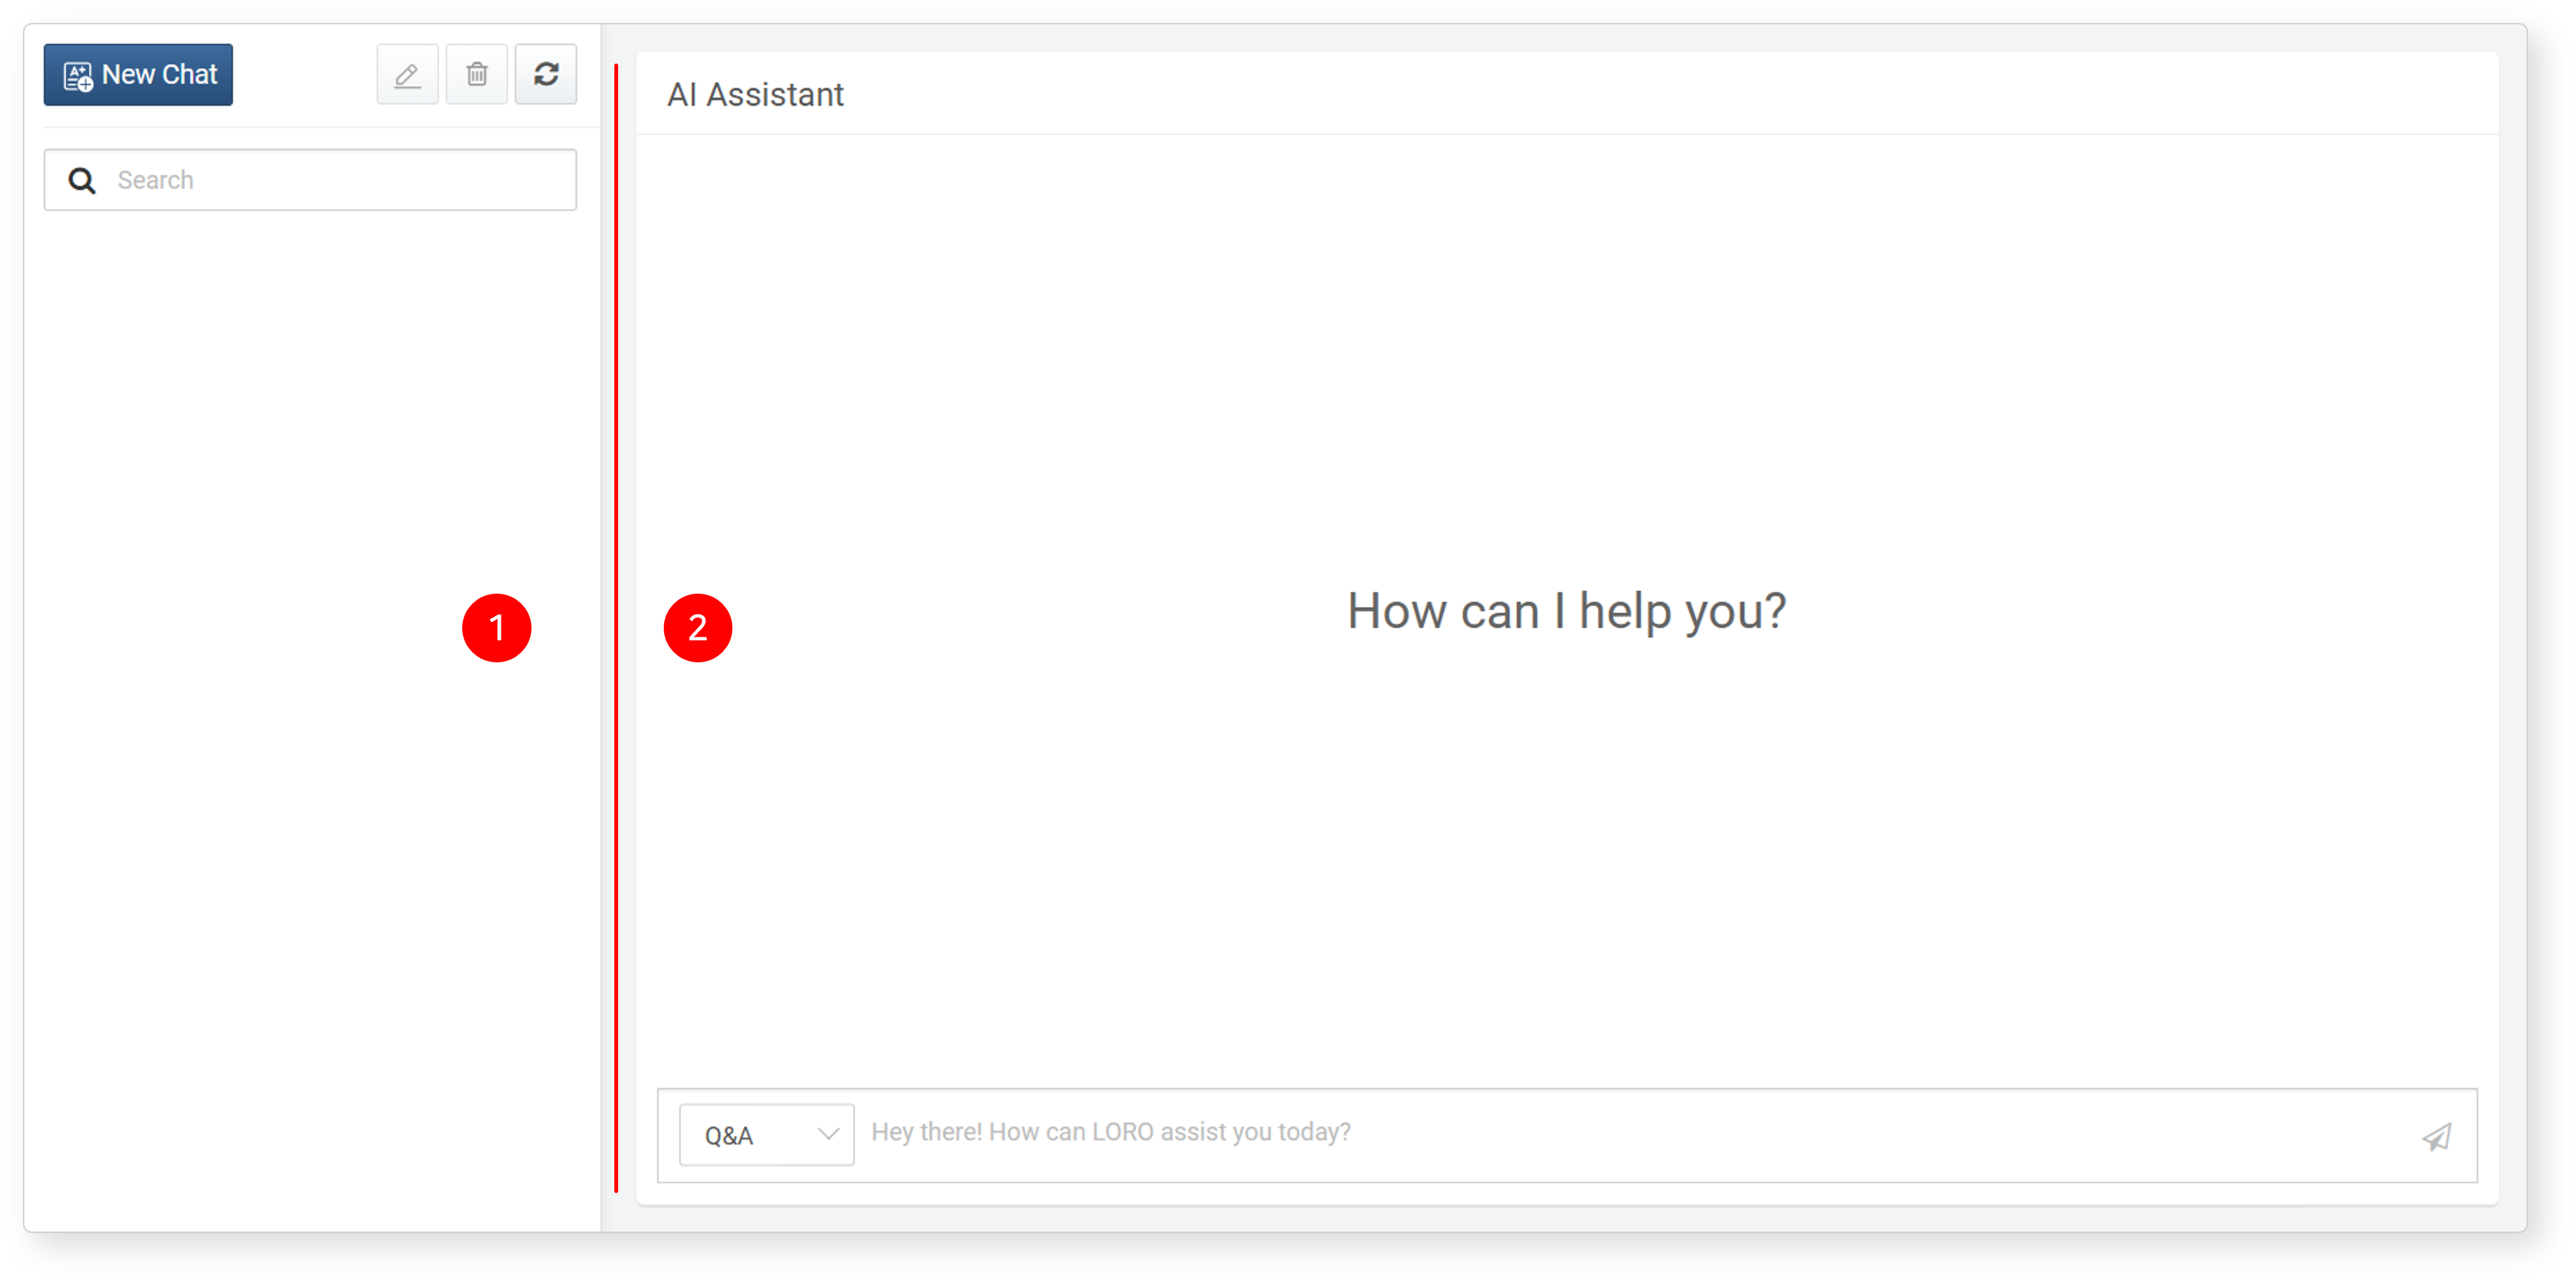 New Chat
Search
1
AI Assistant
2
How can I help you?
Q&A
Hey there! How can LORO assist you today?